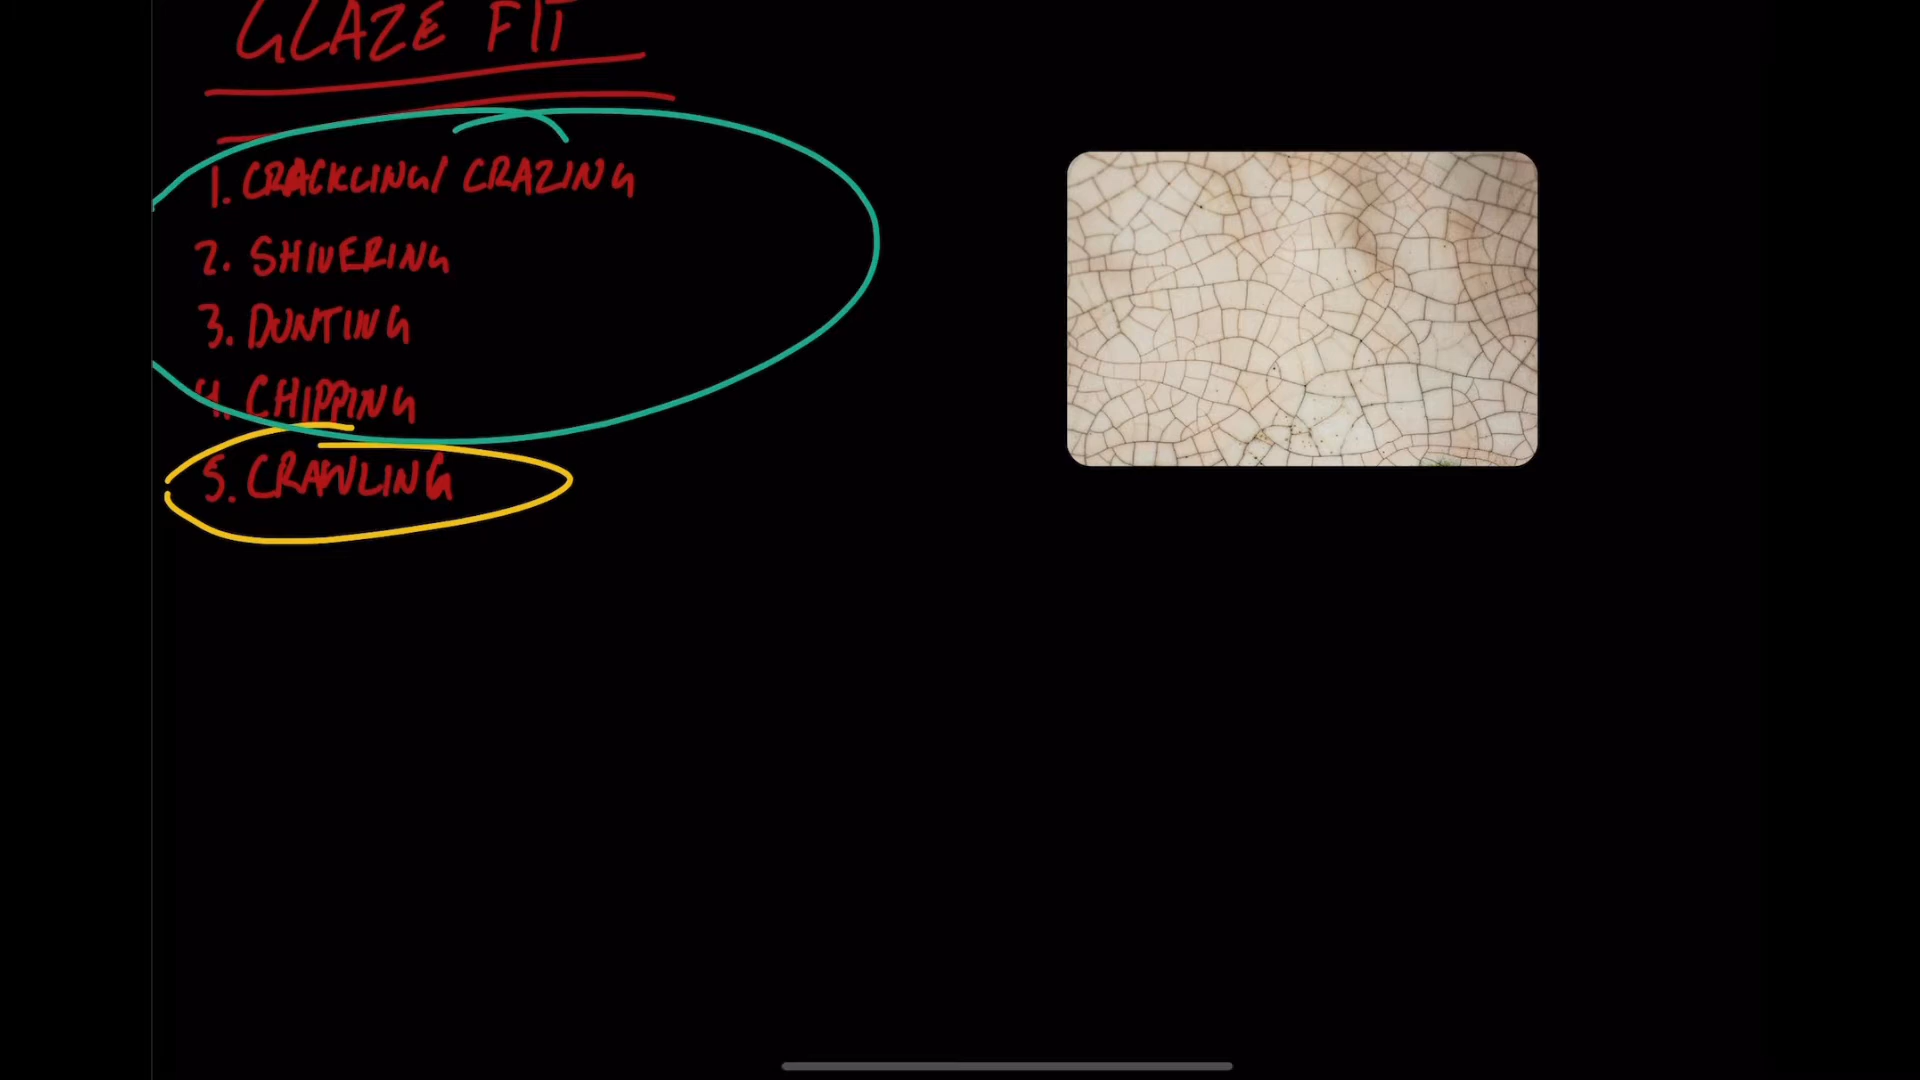 GLAZE FIT
1. CRACKLING/ CRAZING
2. SHIVERING
3. DUNTING
4. CHIPPING
5. CRAWLING